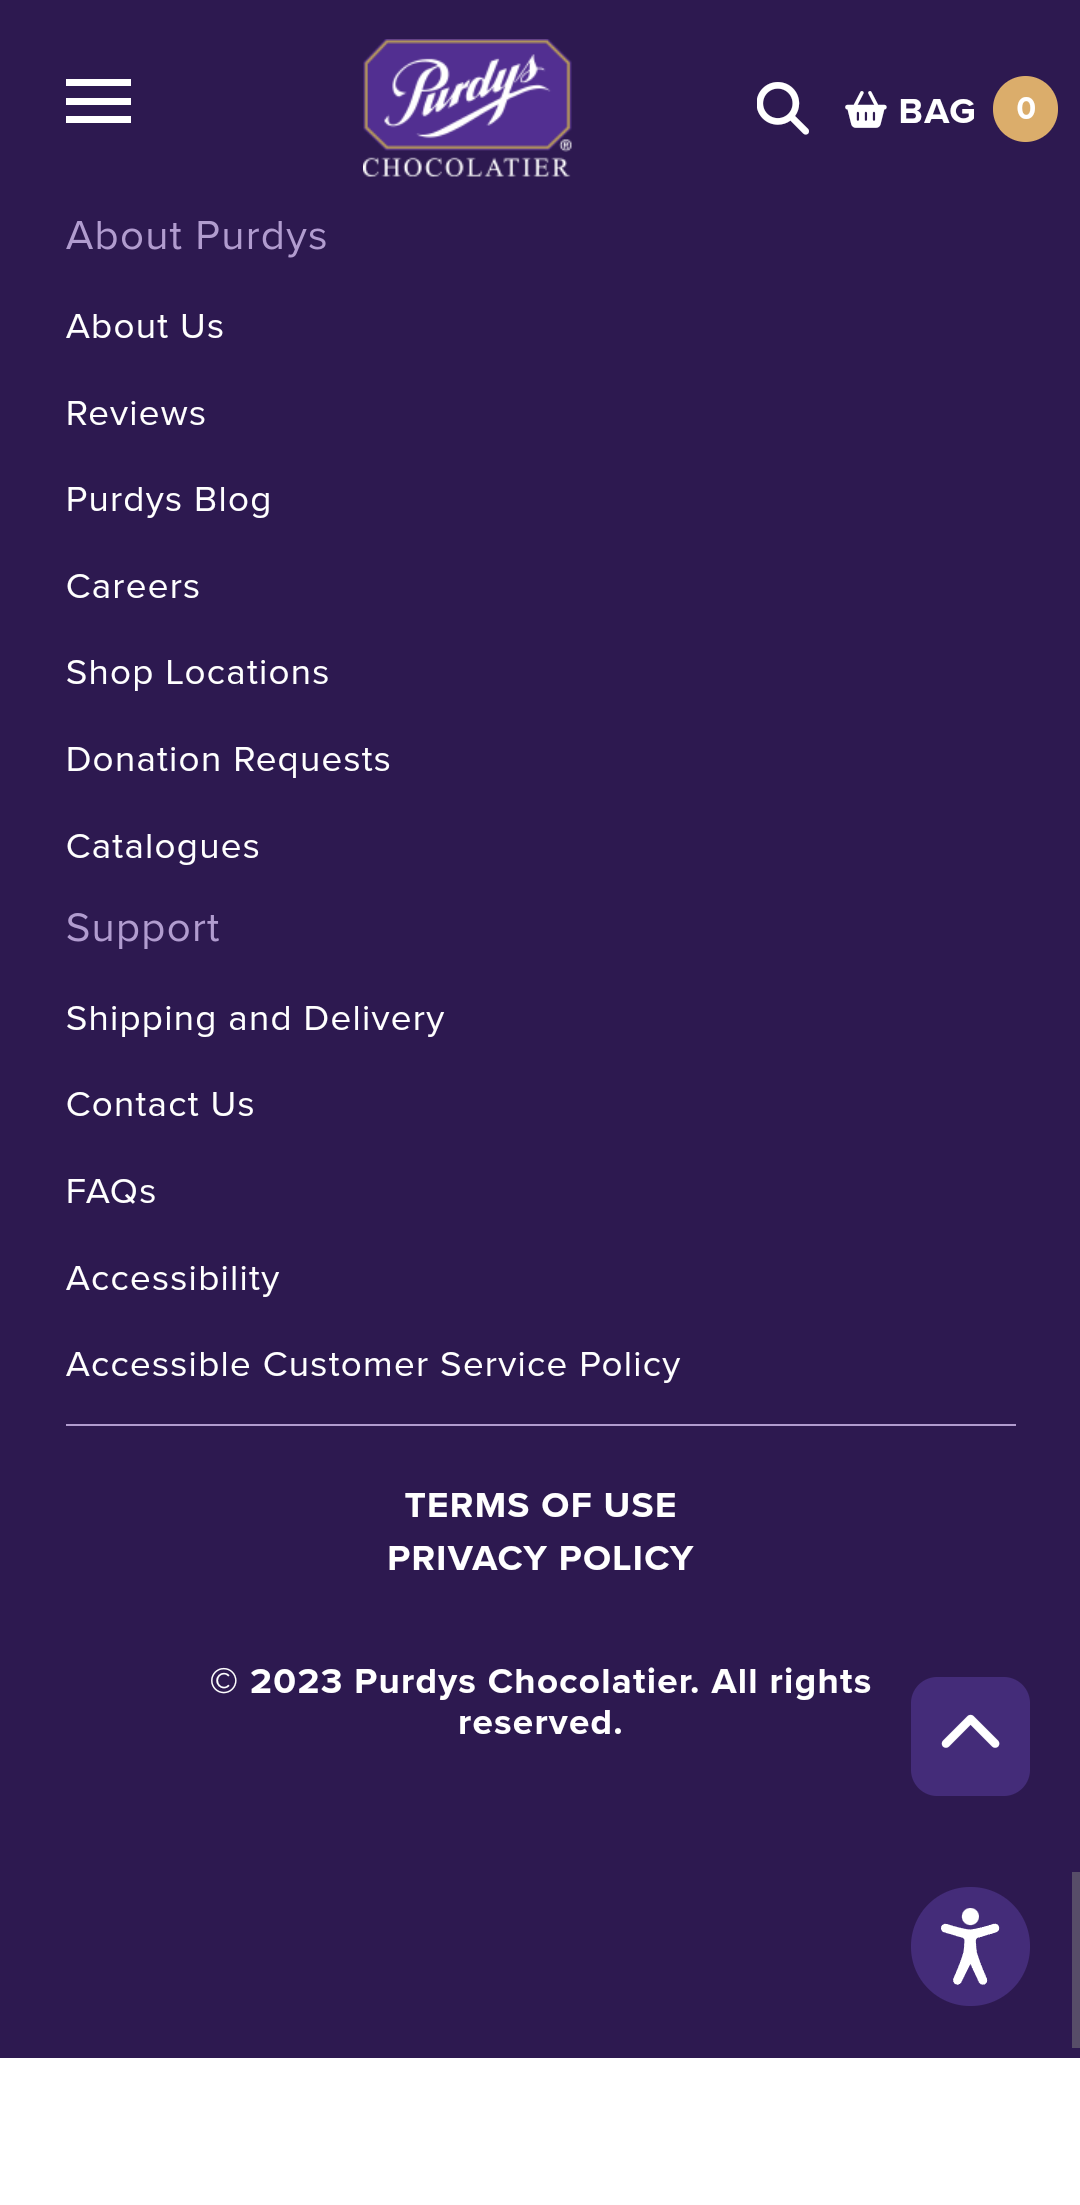 Purdys
®
CHOCOLATIER
BAG 0
About Purdys
About Us
Reviews
Purdys Blog
Careers
Shop Locations
Donation Requests
Catalogues
Support
Shipping and Delivery
Contact Us
FAQs
Accessibility
Accessible Customer Service Policy
TERMS OF USE
PRIVACY POLICY
© 2023 Purdys Chocolatier. All rights
reserved.